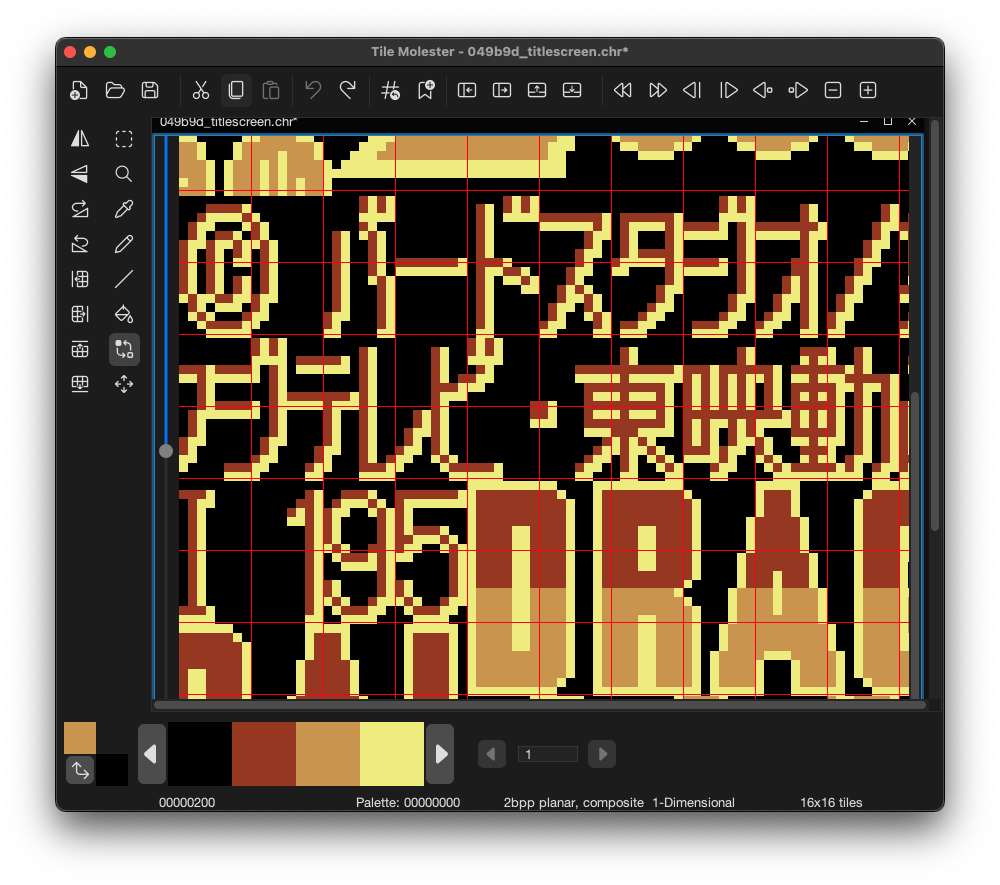 Tile Molester - 049b9d_titlescreen.chr*
049b9d_titlescreen.chr*
©バードスタジオ/
ジテレビ・東映動
I 195 DRA
1
00000200 Palette: 00000000 2bpp planar, composite 1-Dimensional 16x16 tiles